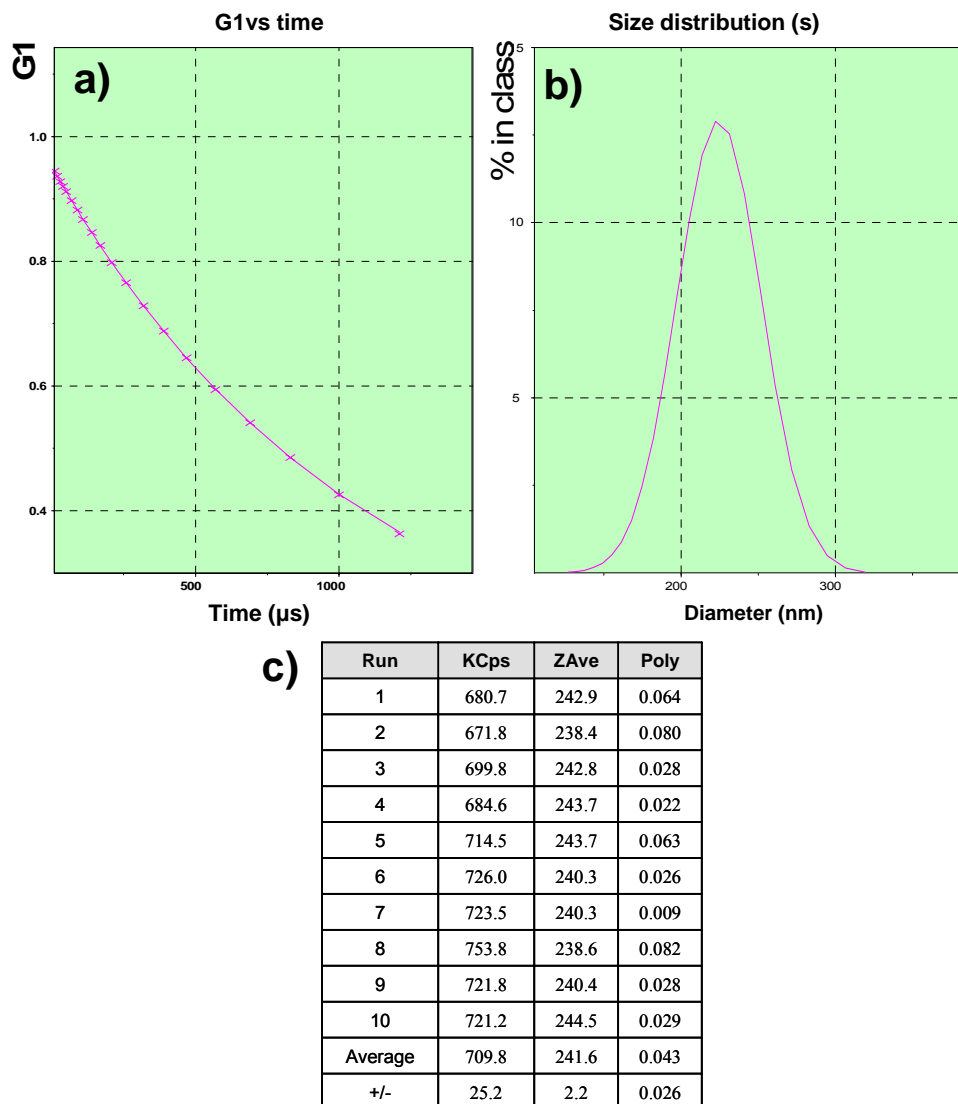 G1vs time
G1
a)
1.0
0.8
0.6
0.4
500 1000
Time (µs)
Size distribution (s)
% in class
b)
15
10
5
200 300
Diameter (nm)
c)
Run KCps ZAve Poly
1 680.7 242.9 0.064
2 671.8 238.4 0.080
3 699.8 242.8 0.028
4 684.6 243.7 0.022
5 714.5 243.7 0.063
6 726.0 240.3 0.026
7 723.5 240.3 0.009
8 753.8 238.6 0.082
9 721.8 240.4 0.028
10 721.2 244.5 0.029
Average 709.8 241.6 0.043
+/- 25.2 2.2 0.026